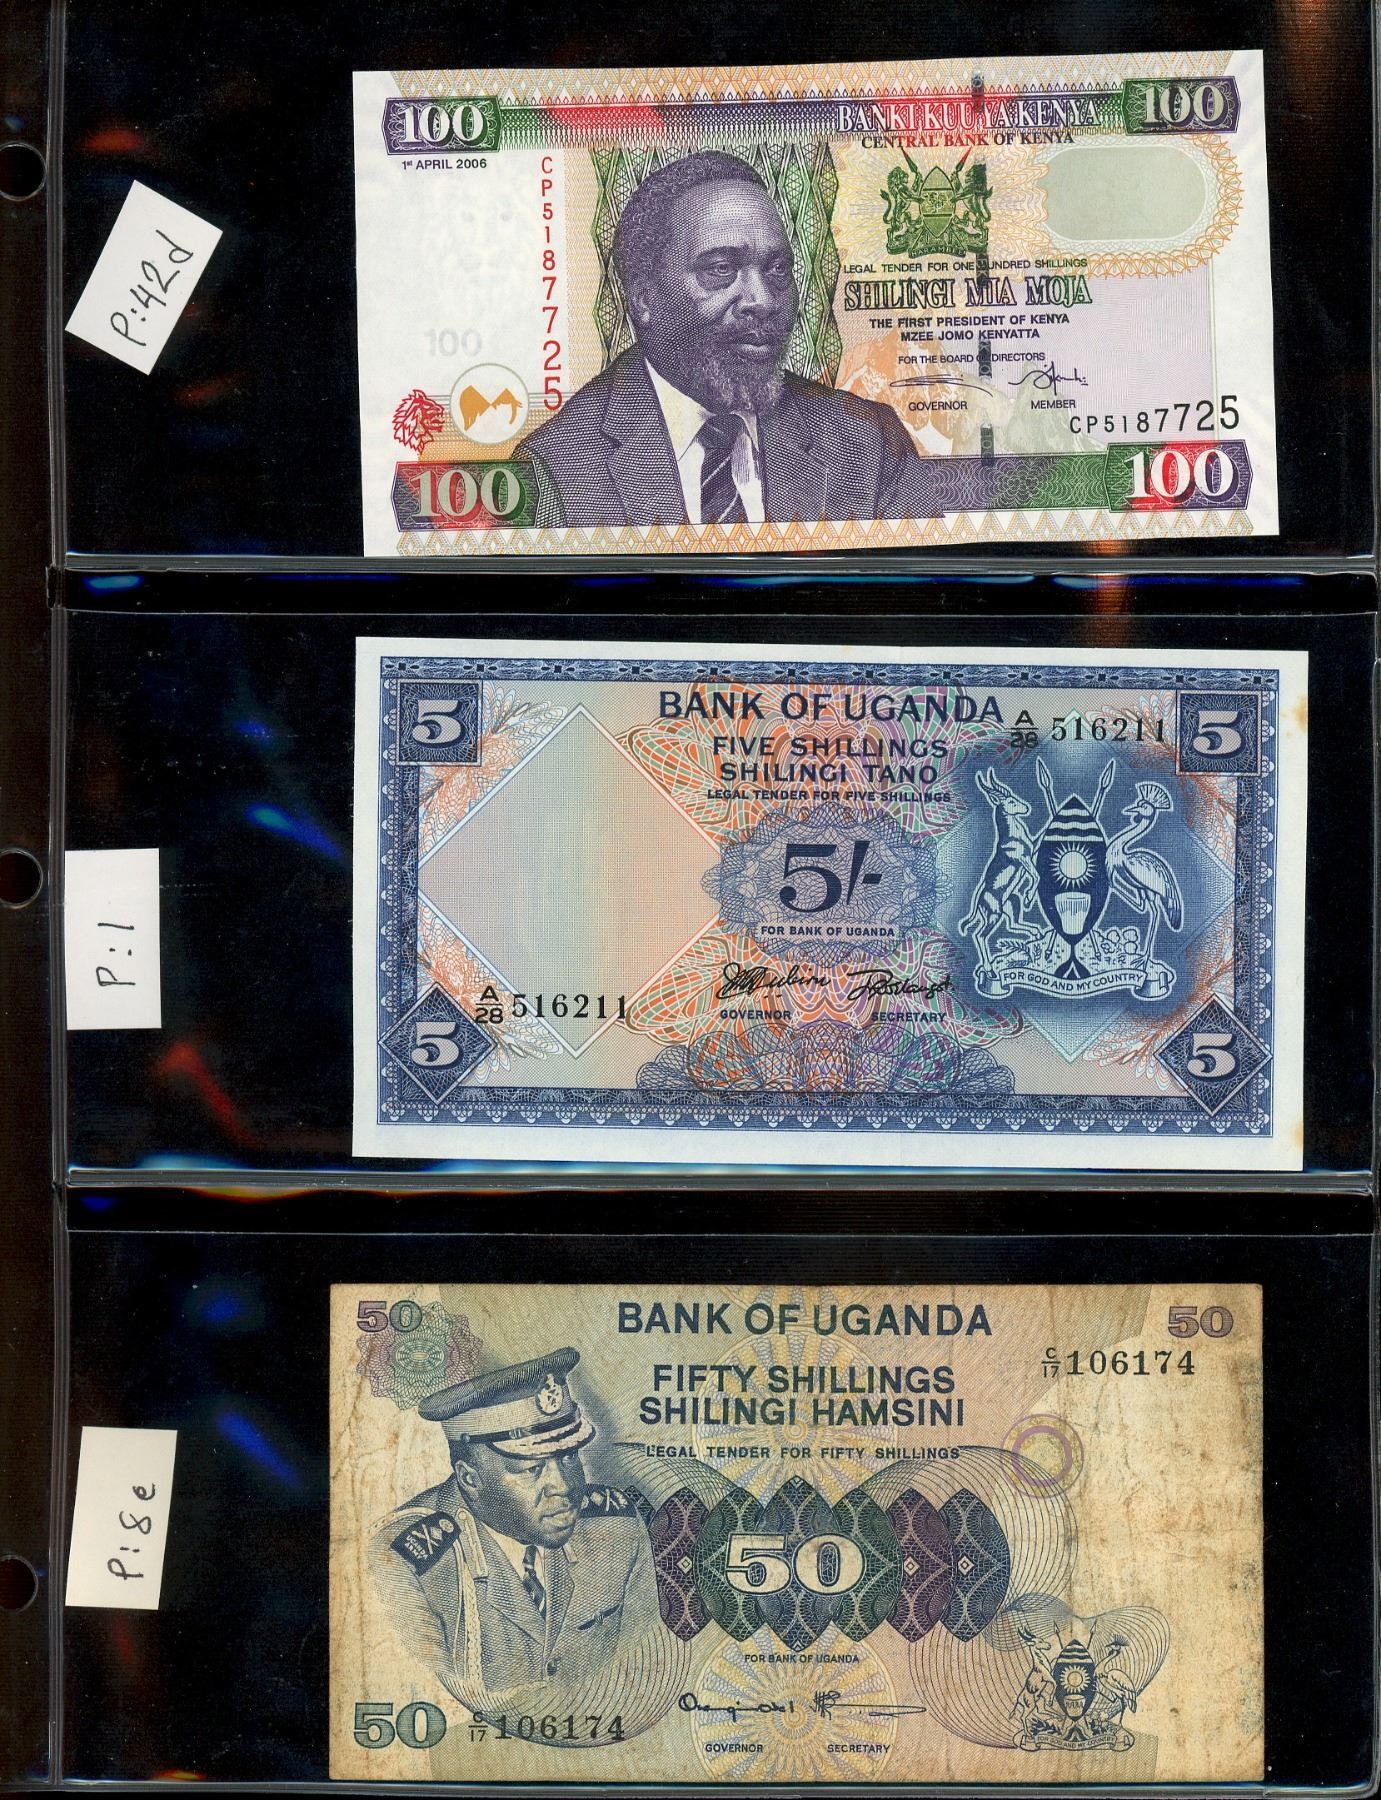 100
BANKI KUU YA KENYA
100
CENTRAL BANK OF KENYA
1st APRIL 2006
CP5187725
LEGAL TENDER FOR ONE HUNDRED SHILLINGS
SHILINGI MIA MOJA
THE FIRST PRESIDENT OF KENYA
MZEE JOMO KENYATTA
100
FOR THE BOARD OF DIRECTORS
GOVERNOR MEMBER
CP5187725
100
100
P:42d
BANK OF UGANDA
5
A/28 516211
5
FIVE SHILLINGS
SHILINGI TANO
LEGAL TENDER FOR FIVE SHILLINGS
5/-
FOR BANK OF UGANDA
FOR GOD AND MY COUNTRY
A/28 516211
GOVERNOR SECRETARY
5
5
P:1
50
BANK OF UGANDA
50
C/17 106174
FIFTY SHILLINGS
SHILINGI HAMSINI
LEGAL TENDER FOR FIFTY SHILLINGS
50
FOR BANK OF UGANDA
50
C/17 106174
GOVERNOR SECRETARY
FOR GOD AND MY COUNTRY
P:8e